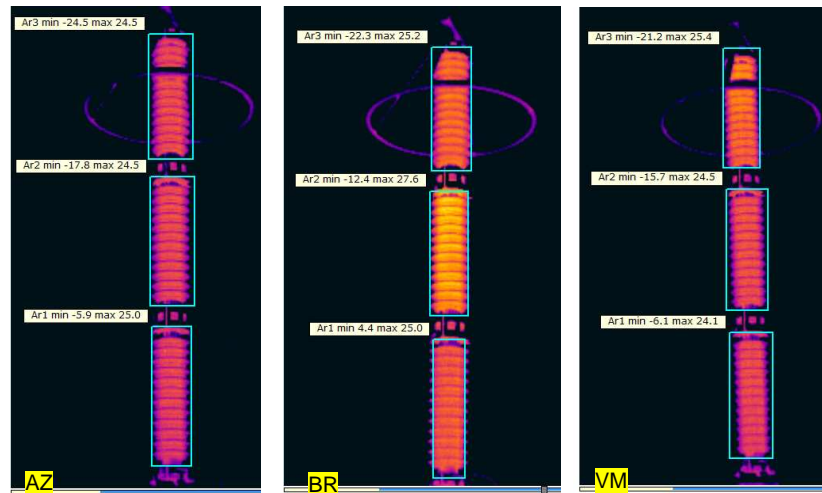 Ar3 min -24.5 max 24.5
Ar2 min -17.8 max 24.5
Ar1 min -5.9 max 25.0
AZ
Ar3 min -22.3 max 25.2
Ar2 min -12.4 max 27.6
Ar1 min 4.4 max 25.0
BR
Ar3 min -21.2 max 25.4
Ar2 min -15.7 max 24.5
Ar1 min -6.1 max 24.1
VM